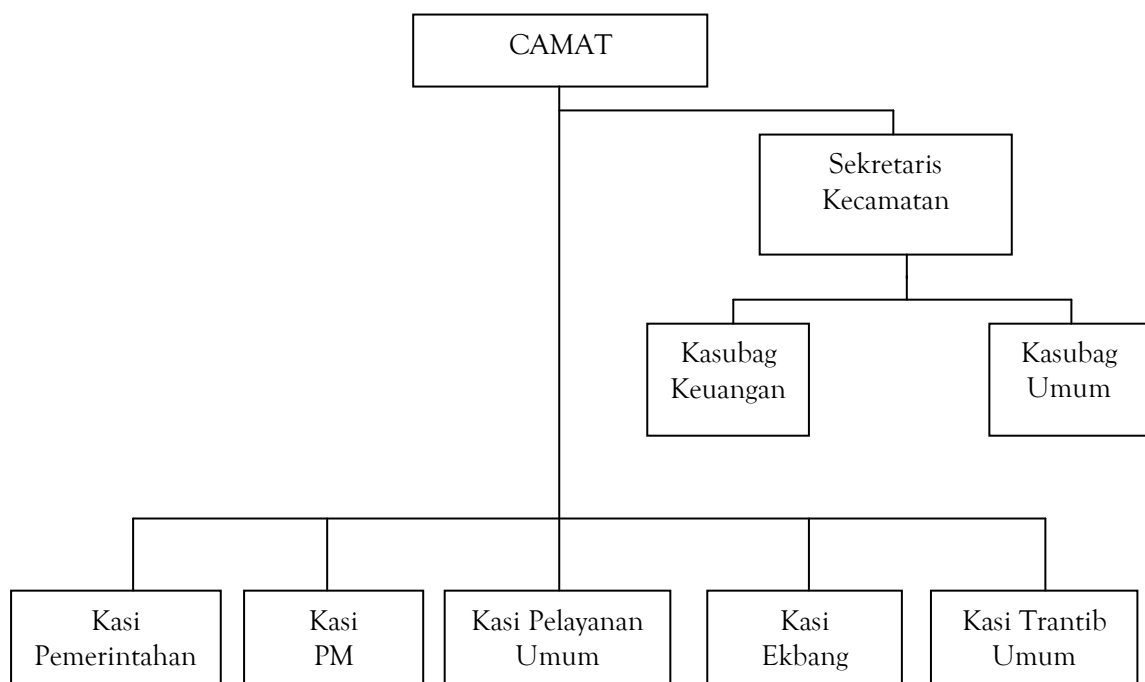 CAMAT
Sekretaris
Kecamatan
Kasubag
Keuangan
Kasubag
Umum
Kasi
Pemerintahan
Kasi
PM
Kasi Pelayanan
Umum
Kasi
Ekbang
Kasi Trantib
Umum